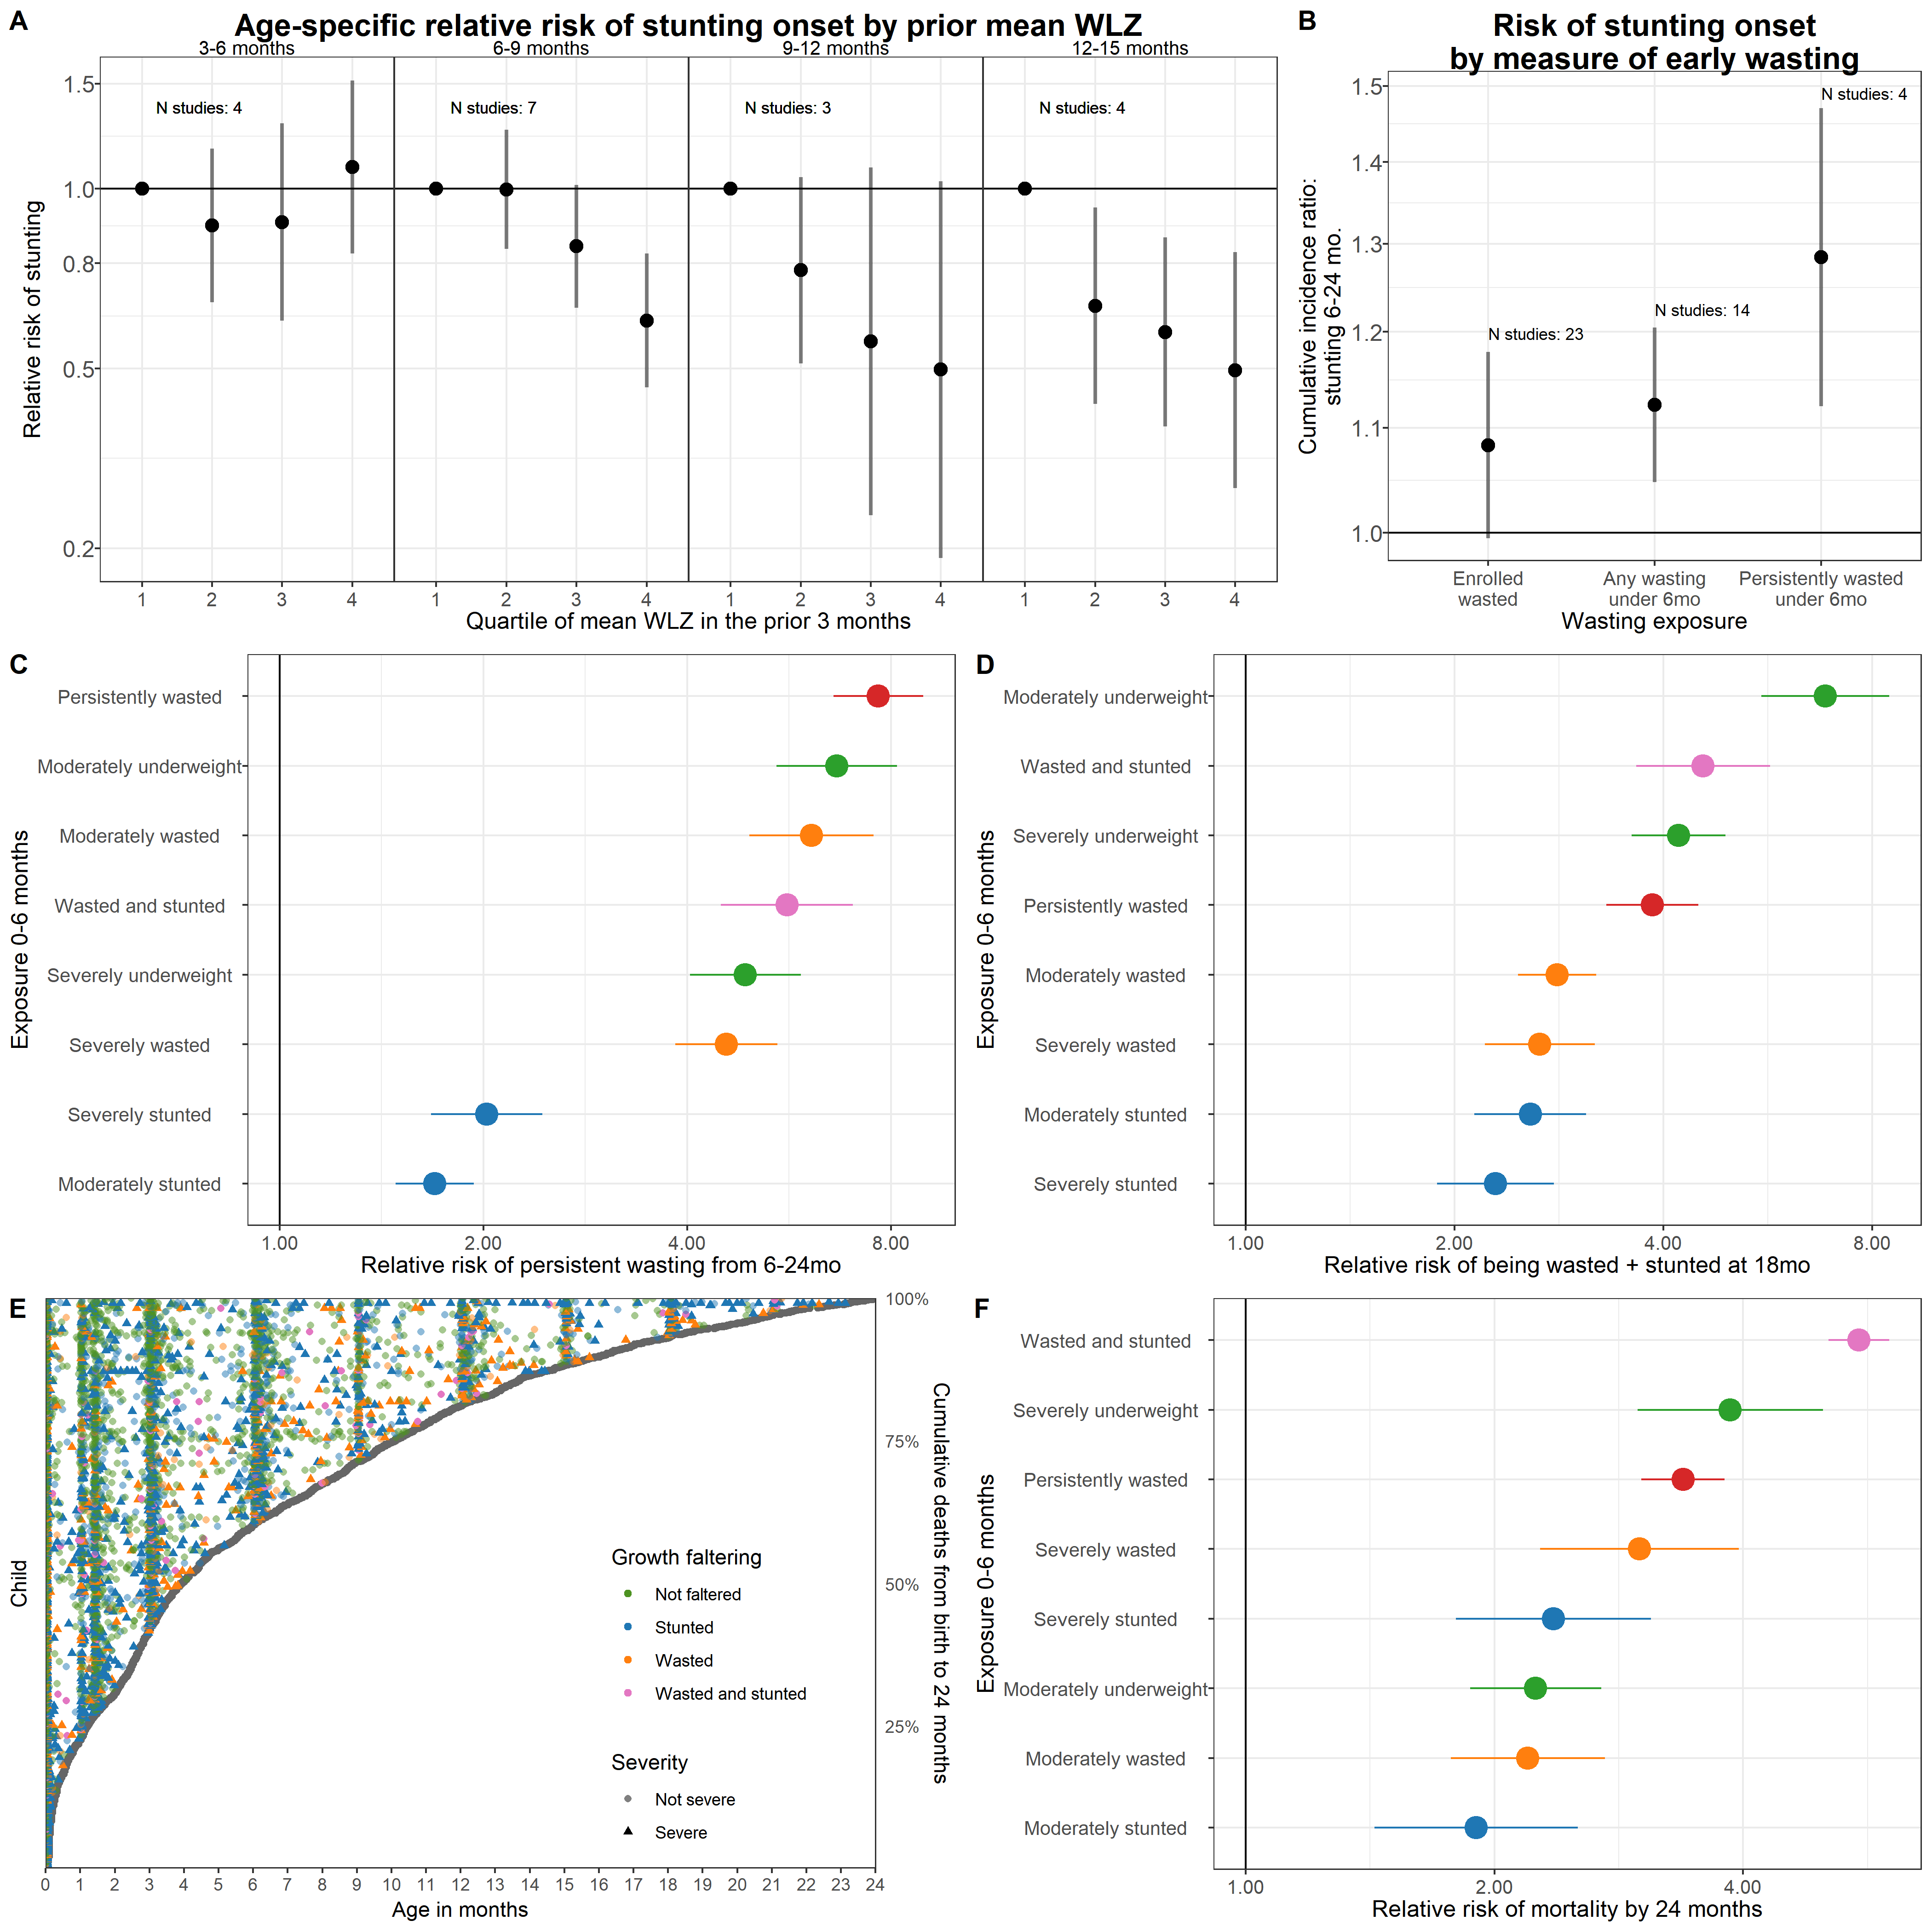 A
Age-specific relative risk of stunting onset by prior mean WLZ
3-6 months
6-9 months
9-12 months
12-15 months
N studies: 4
N studies: 7
N studies: 3
N studies: 4
Relative risk of stunting
1.5
1.0
0.8
0.5
0.2
1 2 3 4 1 2 3 4 1 2 3 4 1 2 3 4
Quartile of mean WLZ in the prior 3 months
B
Risk of stunting onset
by measure of early wasting
Cumulative incidence ratio:
stunting 6-24 mo.
1.5
1.4
1.3
1.2
1.1
1.0
N studies: 23
N studies: 14
N studies: 4
Enrolled
wasted
Any wasting
under 6mo
Persistently wasted
under 6mo
Wasting exposure
C
Exposure 0-6 months
Persistently wasted
Moderately underweight
Moderately wasted
Wasted and stunted
Severely underweight
Severely wasted
Severely stunted
Moderately stunted
1.00 2.00 4.00 8.00
Relative risk of persistent wasting from 6-24mo
D
Exposure 0-6 months
Moderately underweight
Wasted and stunted
Severely underweight
Persistently wasted
Moderately wasted
Severely wasted
Moderately stunted
Severely stunted
1.00 2.00 4.00 8.00
Relative risk of being wasted + stunted at 18mo
E
Child
100%
75%
50%
25%
Cumulative deaths from birth to 24 months
Growth faltering
Not faltered
Stunted
Wasted
Wasted and stunted
Severity
Not severe
Severe
0 1 2 3 4 5 6 7 8 9 10 11 12 13 14 15 16 17 18 19 20 21 22 23 24
Age in months
F
Exposure 0-6 months
Wasted and stunted
Severely underweight
Persistently wasted
Severely wasted
Severely stunted
Moderately underweight
Moderately wasted
Moderately stunted
1.00 2.00 4.00
Relative risk of mortality by 24 months